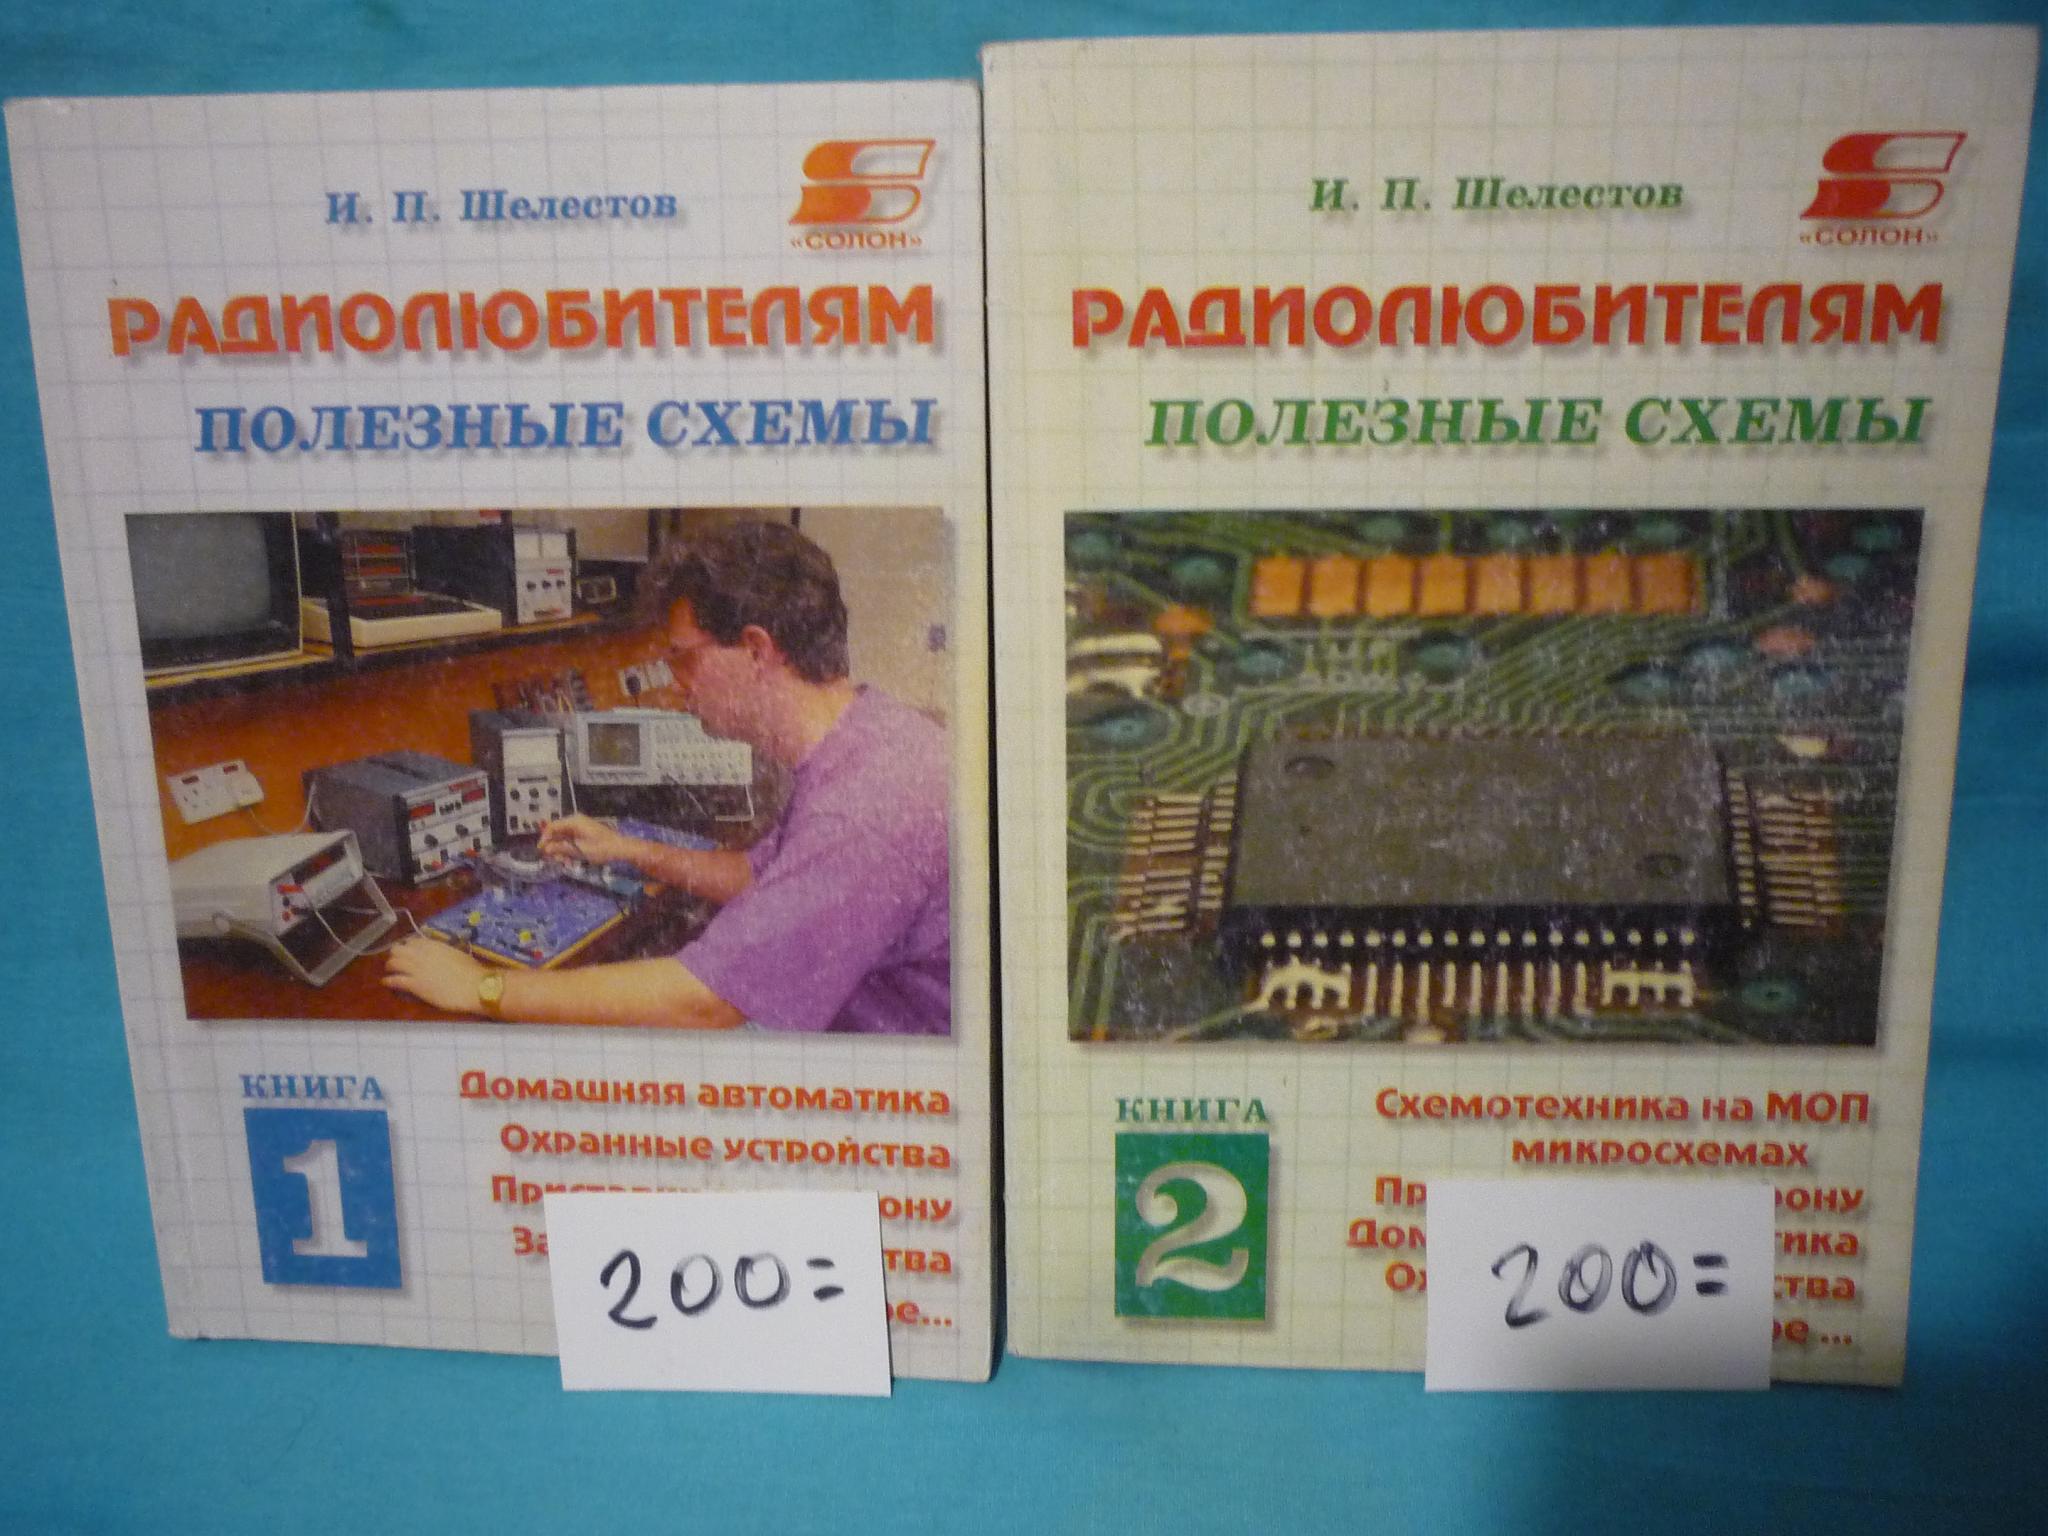 И. П. Шелестов
«СОЛОН»
РАДИОЛЮБИТЕЛЯМ
ПОЛЕЗНЫЕ СХЕМЫ
КНИГА
1
Домашняя автоматика
Охранные устройства
200=
И. П. Шелестов
«СОЛОН»
РАДИОЛЮБИТЕЛЯМ
ПОЛЕЗНЫЕ СХЕМЫ
КНИГА
2
Схемотехника на МОП
микросхемах
200=